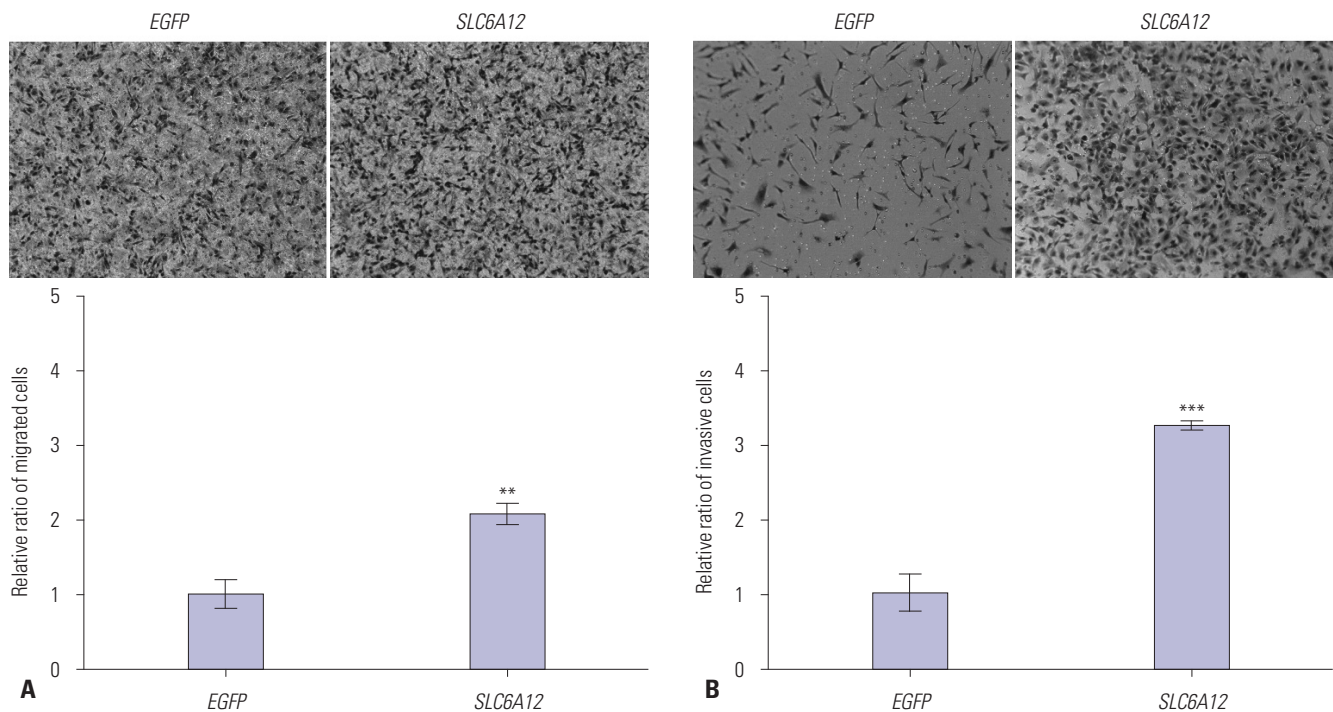 EGFP
SLC6A12
5
4
3
2
1
0
Relative ratio of migrated cells
**
EGFP
SLC6A12
A
EGFP
SLC6A12
5
4
3
2
1
0
Relative ratio of invasive cells
***
EGFP
SLC6A12
B